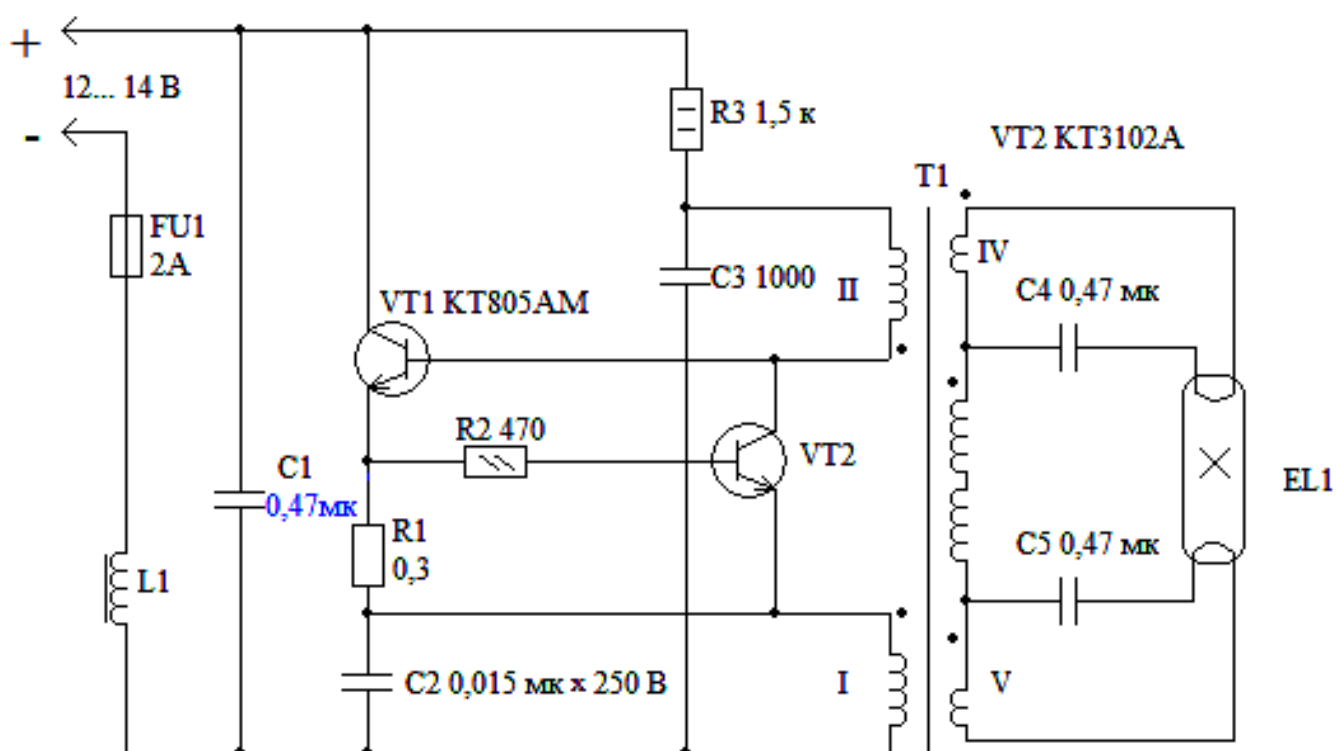 +
12... 14 В
-
R3 1,5 к
VT2 КТ3102А
T1
FU1
2А
IV
C3 1000
II
C4 0,47 мк
VT1 КТ805АМ
R2 470
VT2
C1
0,47мк
EL1
R1
0,3
C5 0,47 мк
L1
C2 0,015 мк x 250 В
I
V